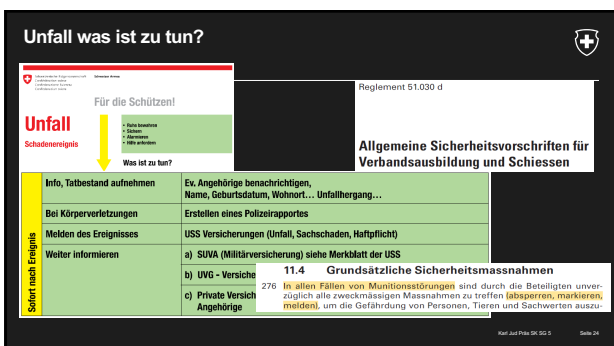 Unfall was ist zu tun?
Schweizer Armee
Für die Schützen!
Unfall
Schadenereignis
• Ruhe bewahren
• Sichern
• Alarmieren
• Hilfe anfordern
Was ist zu tun?
Reglement 51.030 d
Allgemeine Sicherheitsvorschriften für
Verbandsausbildung und Schiessen
Sofort nach Ereignis
Info, Tatbestand aufnehmen
Ev. Angehörige benachrichtigen,
Name, Geburtsdatum, Wohnort... Unfallhergang...
Bei Körperverletzungen
Erstellen eines Polizeirapportes
Melden des Ereignisses
USS Versicherungen (Unfall, Sachschaden, Haftpflicht)
Weiter informieren
a) SUVA (Militärversicherung) siehe Merkblatt der USS
b) UVG - Versiche
c) Private Versich
Angehörige
11.4 Grundsätzliche Sicherheitsmassnahmen
276 In allen Fällen von Munitionsstörungen sind durch die Beteiligten unver-
züglich alle zweckmässigen Massnahmen zu treffen (absperren, markieren,
melden), um die Gefährdung von Personen, Tieren und Sachwerten auszu-
Karl Jud Präs SK SG 5
Seite 24